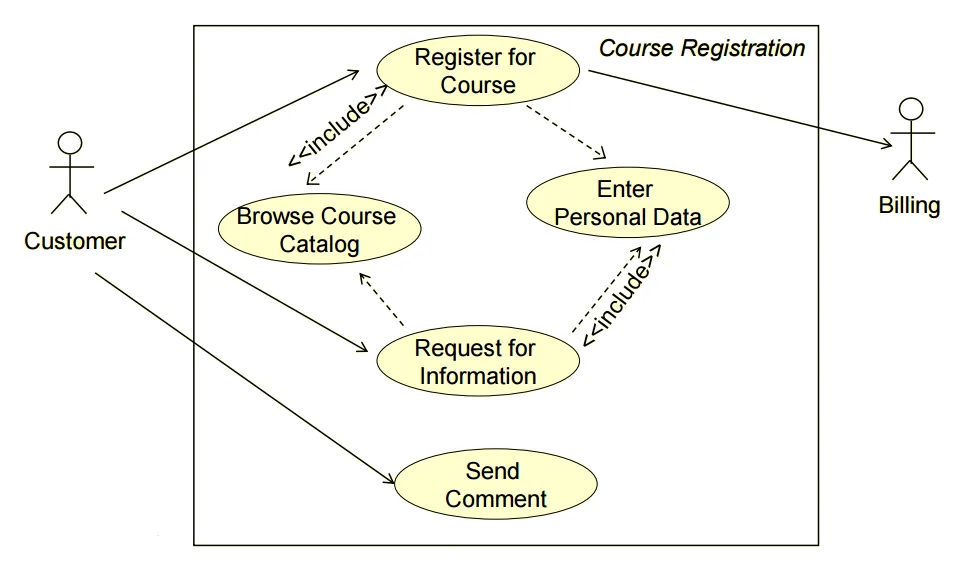 Register for
Course
Course Registration
<<include>>
Customer
Billing
Browse Course
Catalog
Enter
Personal Data
<<include>>
Request for
Information
Send
Comment